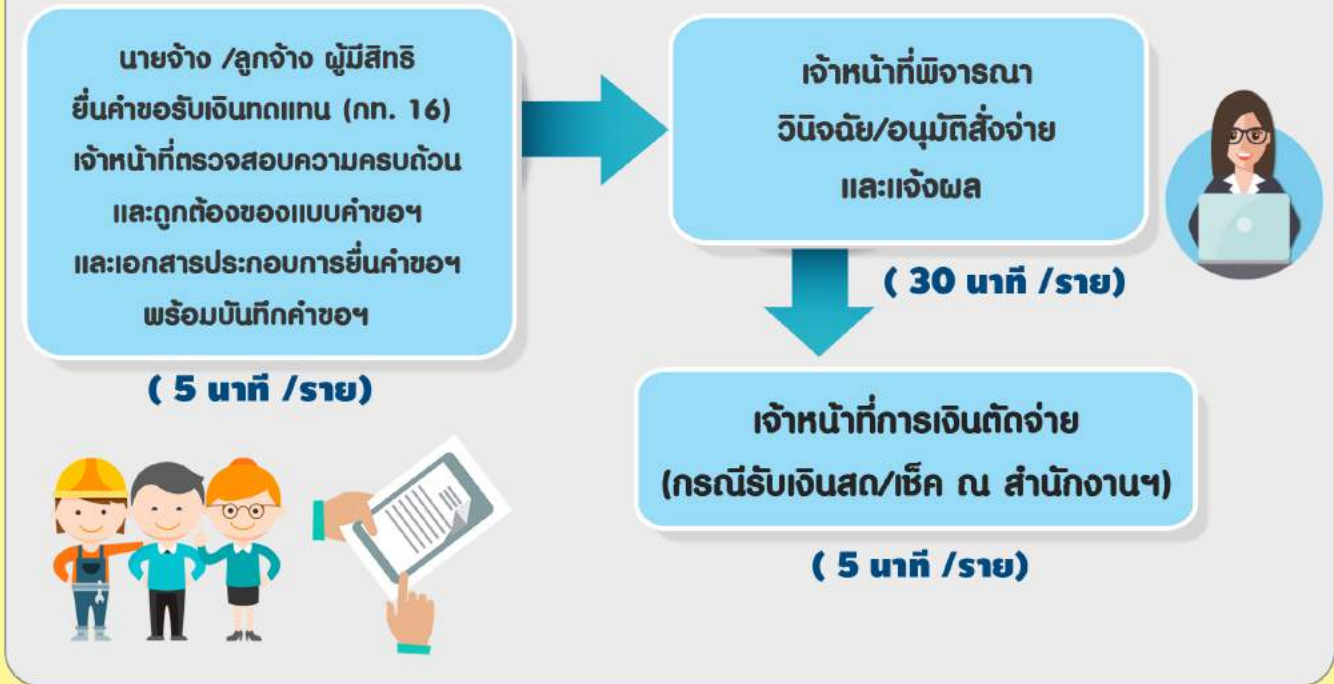 นายจ้าง /ลูกจ้าง ผู้มีสิทธิ
ยื่นคำขอรับเงินทดแทน (กท. 16)
เจ้าหน้าที่ตรวจสอบความครบถ้วน
และถูกต้องของแบบคำขอฯ
และเอกสารประกอบการยื่นคำขอฯ
พร้อมบันทึกคำขอฯ
( 5 นาที /ราย)
เจ้าหน้าที่พิจารณา
วินิจฉัย/อนุมัติสั่งจ่าย
และแจ้งผล
( 30 นาที /ราย)
เจ้าหน้าที่การเงินตัดจ่าย
(กรณีรับเงินสด/เช็ค ณ สำนักงานฯ)
( 5 นาที /ราย)